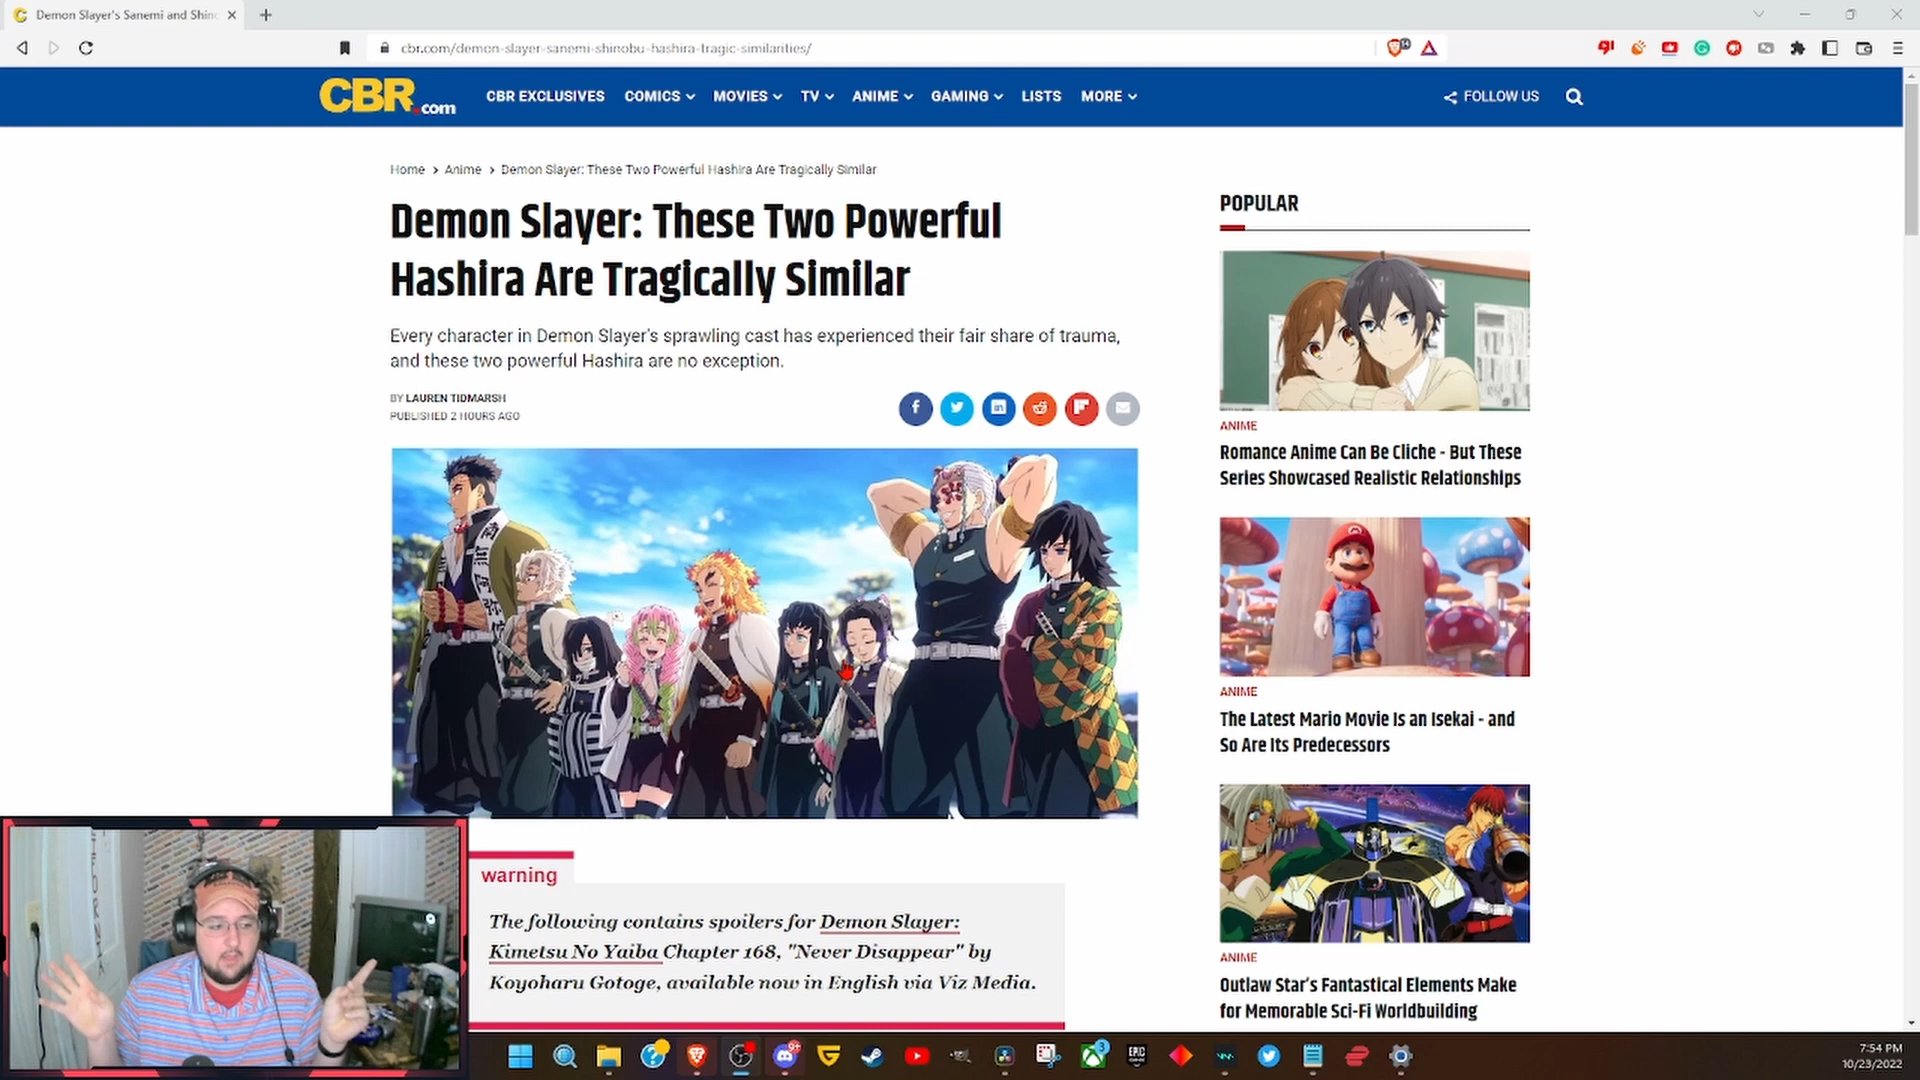 Demon Slayer's Sanemi and Shino
cbr.com/demon-slayer-sanemi-shinobu-hashira-tragic-similarities/
CBR.com
CBR EXCLUSIVES
COMICS
MOVIES
TV
ANIME
GAMING
LISTS
MORE
FOLLOW US
Home > Anime > Demon Slayer: These Two Powerful Hashira Are Tragically Similar
Demon Slayer: These Two Powerful
Hashira Are Tragically Similar
Every character in Demon Slayer's sprawling cast has experienced their fair share of trauma,
and these two powerful Hashira are no exception.
BY LAUREN TIDMARSH
PUBLISHED 2 HOURS AGO
warning
The following contains spoilers for Demon Slayer:
Kimetsu No Yaiba Chapter 168, "Never Disappear" by
Koyoharu Gotoge, available now in English via Viz Media.
POPULAR
ANIME
Romance Anime Can Be Cliche - But These
Series Showcased Realistic Relationships
ANIME
The Latest Mario Movie Is an Isekai - and
So Are Its Predecessors
ANIME
Outlaw Star's Fantastical Elements Make
for Memorable Sci-Fi Worldbuilding
9+
3
EPIC
7:54 PM
10/23/2022